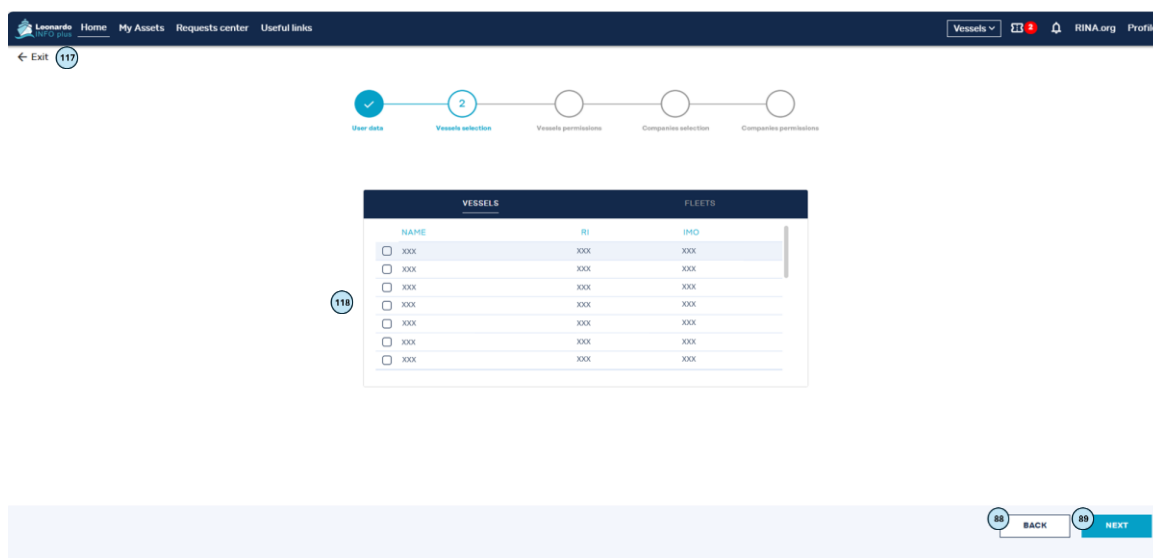 Leonardo
INFO plus
Home My Assets Requests center Useful links
Vessels 2 RINA.org Profil
← Exit 117
2
User data Vessels selection Vessels permissions Companies selection Companies permissions
VESSELS FLEETS
NAME RI IMO
xxx xxx xxx
xxx xxx xxx
xxx xxx xxx
118
xxx xxx xxx
xxx xxx xxx
xxx xxx xxx
xxx xxx xxx
88 BACK 89 NEXT